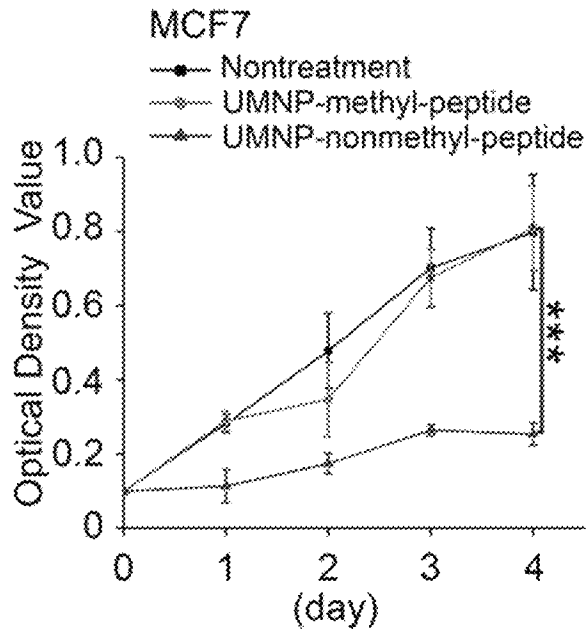 MCF7
Nontreatment
UMNP-methyl-peptide
UMNP-nonmethyl-peptide
Optical Density Value
1.0
0.8
0.6
0.4
0.2
0
***
0 1 2 3 4
(day)